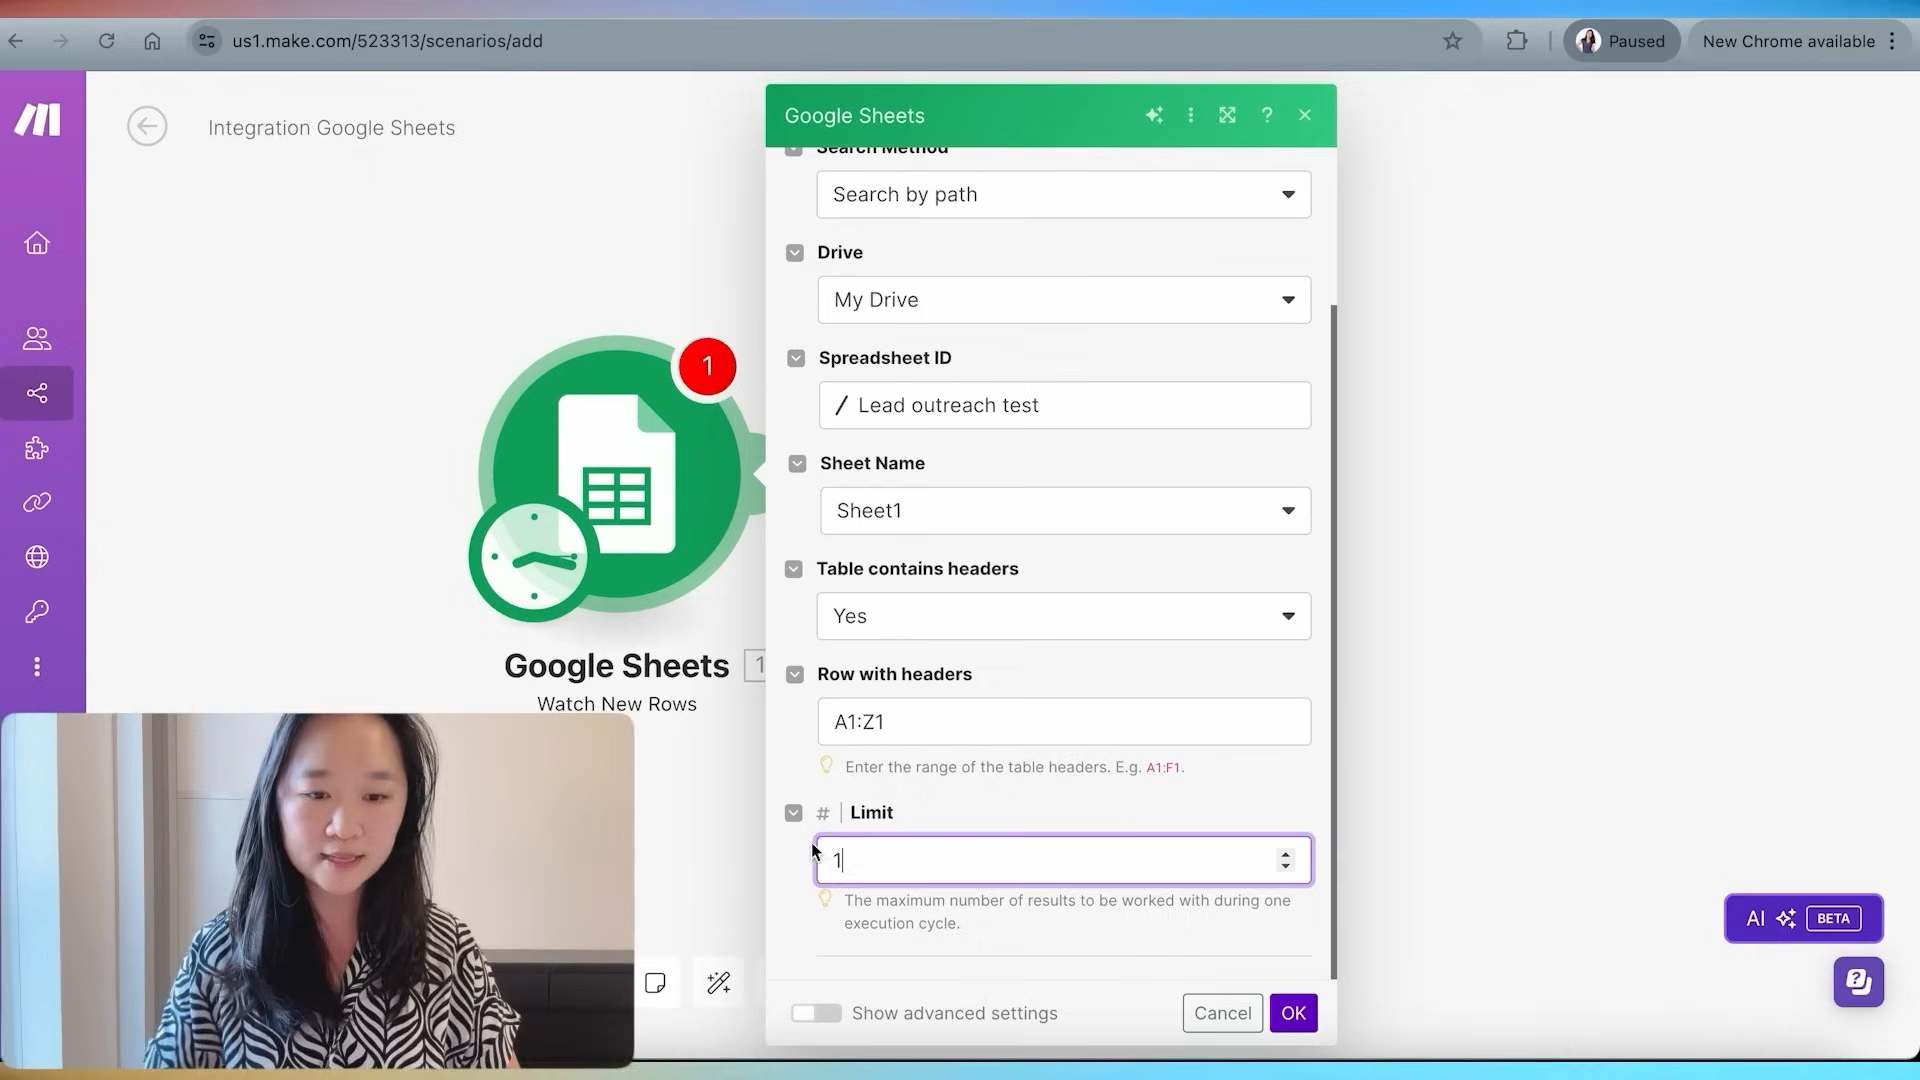 us1.make.com/523313/scenarios/add
Paused
New Chrome available
Integration Google Sheets
Google Sheets
Search Method
Search by path
Drive
My Drive
Spreadsheet ID
/ Lead outreach test
Sheet Name
Sheet1
Table contains headers
Yes
Row with headers
A1:Z1
Enter the range of the table headers. E.g. A1:F1.
# | Limit
1
The maximum number of results to be worked with during one
execution cycle.
Show advanced settings
Cancel
OK
1
Google Sheets 1
Watch New Rows
AI BETA
?